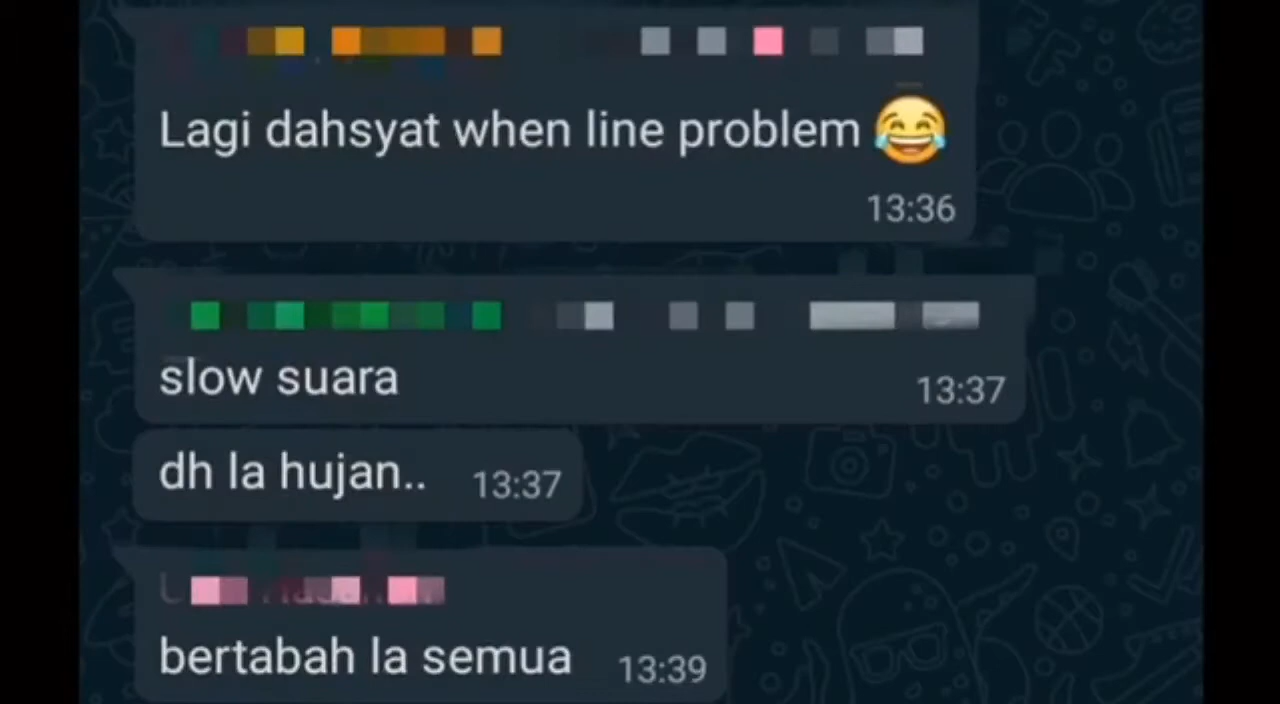 Lagi dahsyat when line problem 😂
13:36
slow suara
13:37
dh la hujan.. 13:37
bertabah la semua
13:39